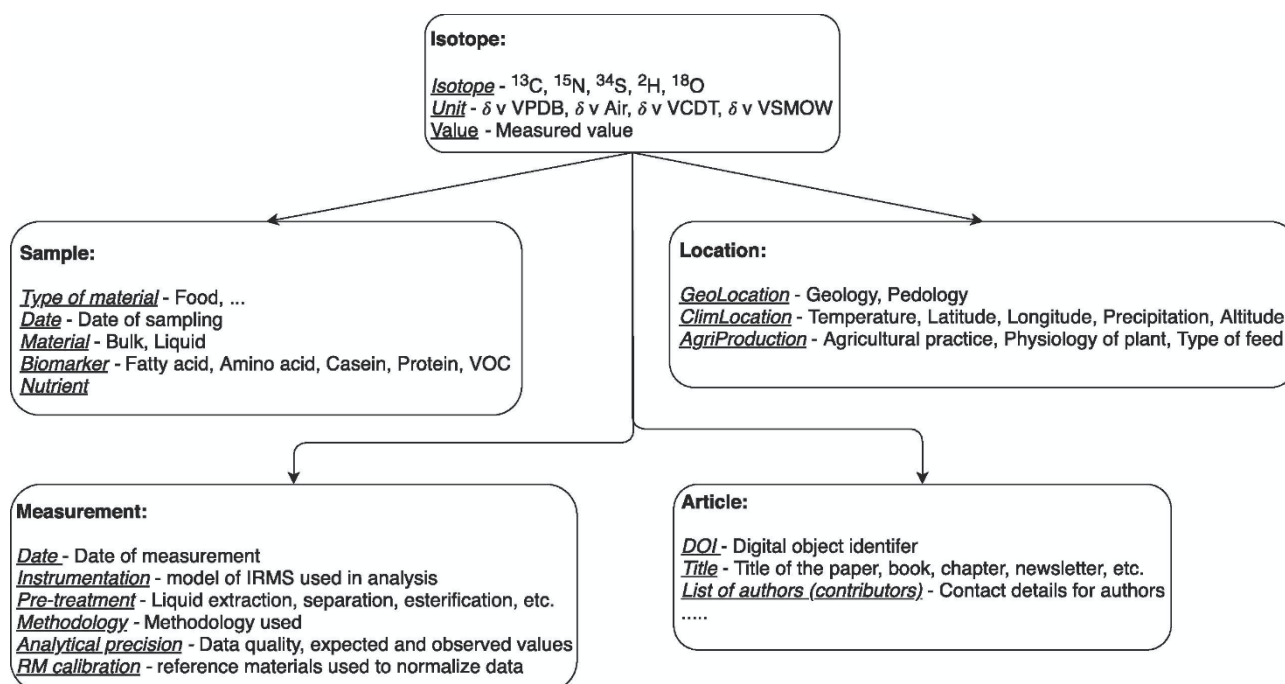 Isotope:
Isotope - ¹³C, ¹⁵N, ³⁴S, ²H, ¹⁸O
Unit - δ v VPDB, δ v Air, δ v VCDT, δ v VSMOW
Value - Measured value
Sample:
Type of material - Food, ...
Date - Date of sampling
Material - Bulk, Liquid
Biomarker - Fatty acid, Amino acid, Casein, Protein, VOC
Nutrient
Location:
GeoLocation - Geology, Pedology
ClimLocation - Temperature, Latitude, Longitude, Precipitation, Altitude
AgriProduction - Agricultural practice, Physiology of plant, Type of feed
Measurement:
Date - Date of measurement
Instrumentation - model of IRMS used in analysis
Pre-treatment - Liquid extraction, separation, esterification, etc.
Methodology - Methodology used
Analytical precision - Data quality, expected and observed values
RM calibration - reference materials used to normalize data
Article:
DOI - Digital object identifer
Title - Title of the paper, book, chapter, newsletter, etc.
List of authors (contributors) - Contact details for authors
.....